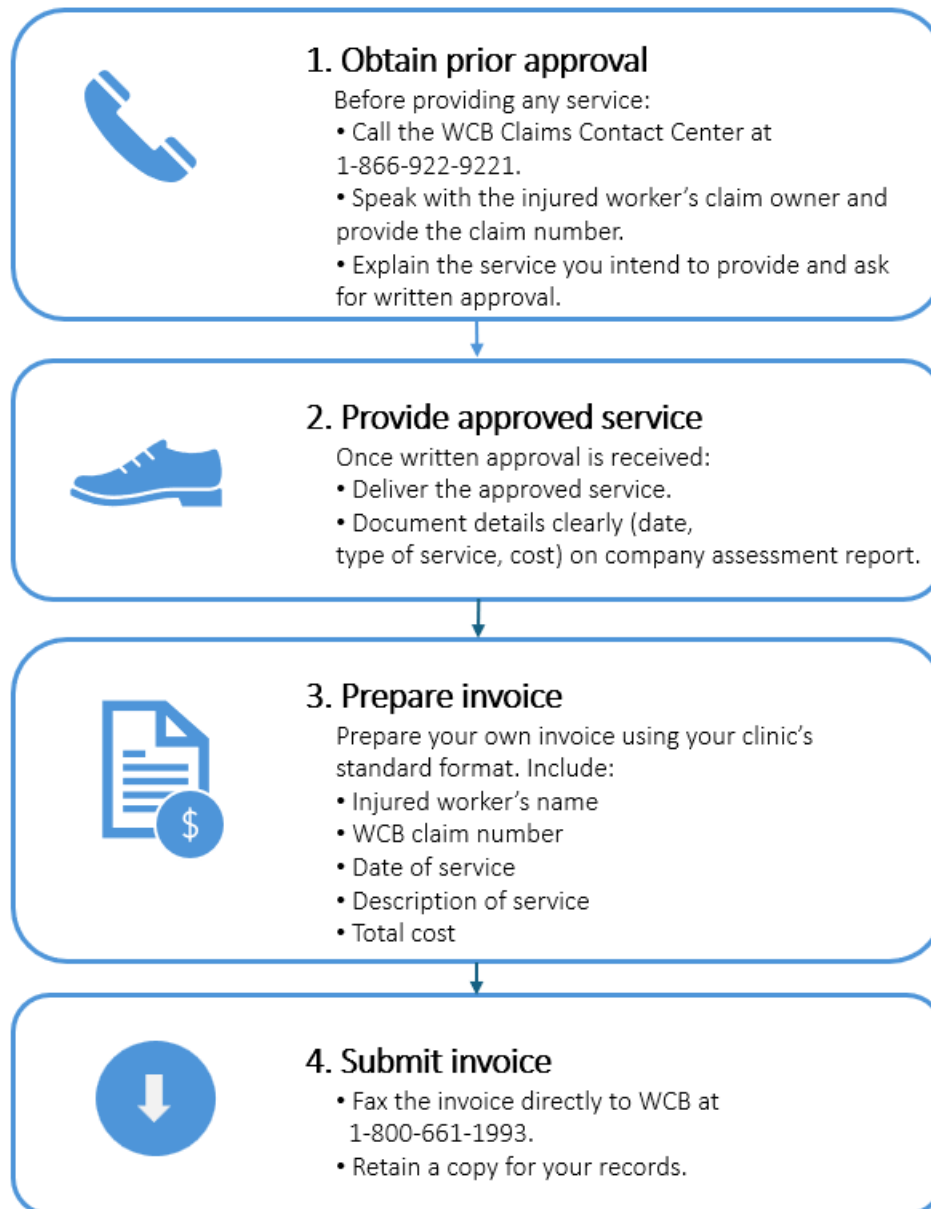 1. Obtain prior approval
Before providing any service:
• Call the WCB Claims Contact Center at
1-866-922-9221.
• Speak with the injured worker’s claim owner and
provide the claim number.
• Explain the service you intend to provide and ask
for written approval.
2. Provide approved service
Once written approval is received:
• Deliver the approved service.
• Document details clearly (date,
type of service, cost) on company assessment report.
3. Prepare invoice
Prepare your own invoice using your clinic’s
standard format. Include:
• Injured worker’s name
• WCB claim number
• Date of service
• Description of service
• Total cost
$
4. Submit invoice
• Fax the invoice directly to WCB at
1-800-661-1993.
• Retain a copy for your records.